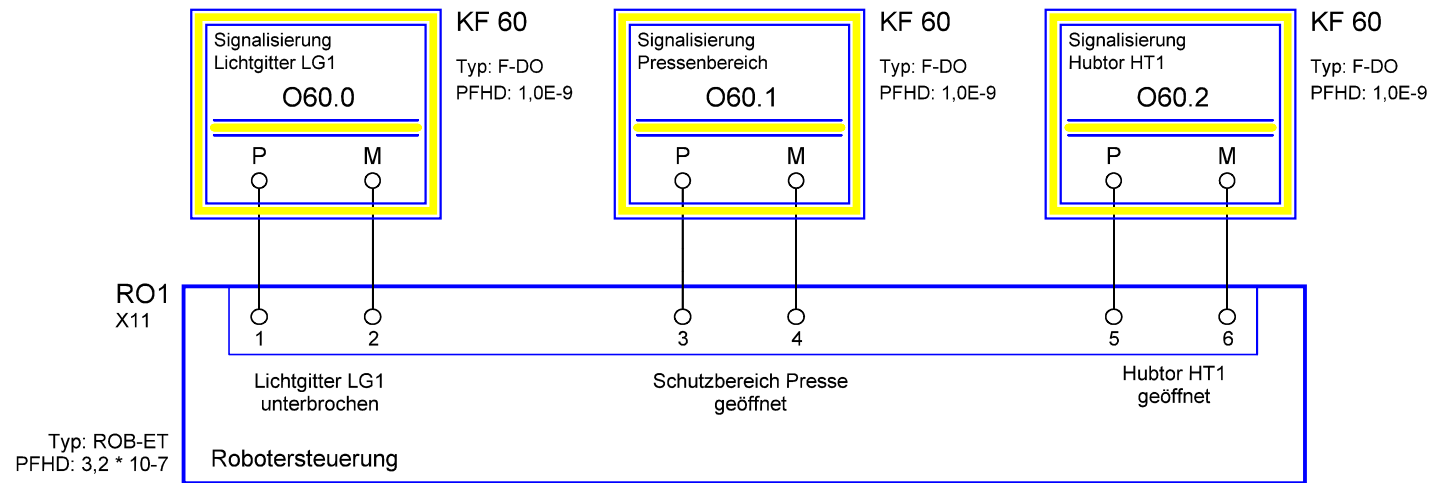 Signalisierung
Lichtgitter LG1
O60.0
P M
KF 60
Typ: F-DO
PFHD: 1,0E-9
Signalisierung
Pressenbereich
O60.1
P M
KF 60
Typ: F-DO
PFHD: 1,0E-9
Signalisierung
Hubtor HT1
O60.2
P M
KF 60
Typ: F-DO
PFHD: 1,0E-9
RO1
X11
1 2 3 4 5 6
Lichtgitter LG1
unterbrochen
Schutzbereich Presse
geöffnet
Hubtor HT1
geöffnet
Typ: ROB-ET
PFHD: 3,2 * 10-7
Robotersteuerung